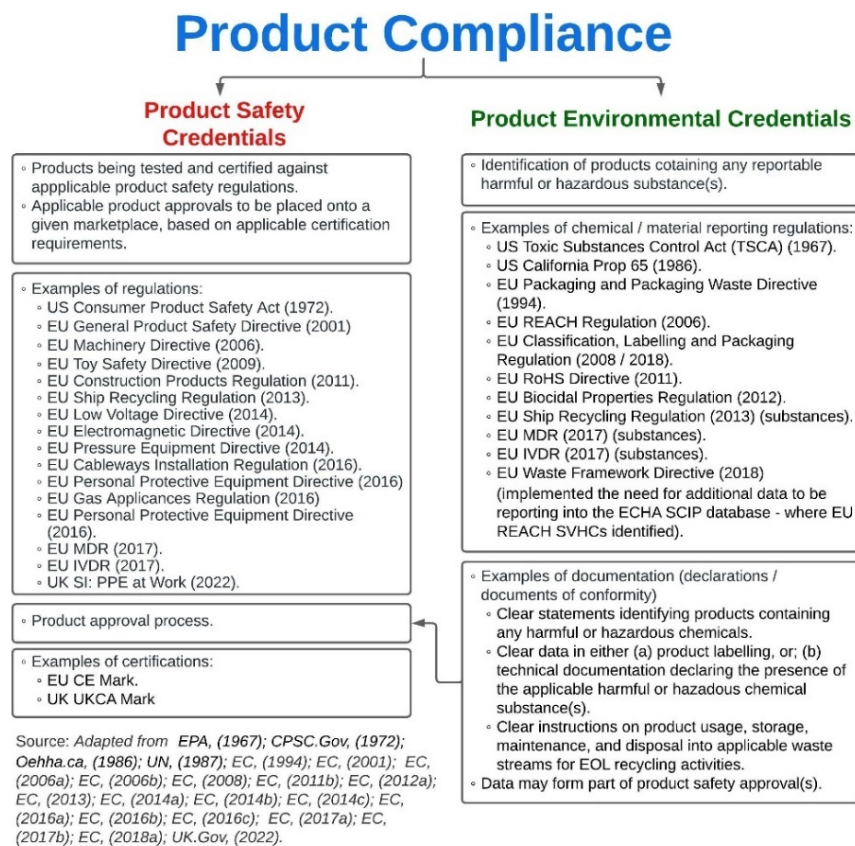 Product Compliance
Product Safety
Credentials
◦ Products being tested and certified against
appplicable product safety regulations.
◦ Applicable product approvals to be placed onto a
given marketplace, based on applicable certification
requirements.
◦ Examples of regulations:
◦ US Consumer Product Safety Act (1972).
◦ EU General Product Safety Directive (2001)
◦ EU Machinery Directive (2006).
◦ EU Toy Safety Directive (2009).
◦ EU Construction Products Regulation (2011).
◦ EU Ship Recycling Regulation (2013).
◦ EU Low Voltage Directive (2014).
◦ EU Electromagnetic Directive (2014).
◦ EU Pressure Equipment Directive (2014).
◦ EU Cableways Installation Regulation (2016).
◦ EU Personal Protective Equipment Directive (2016)
◦ EU Gas Applicances Regulation (2016)
◦ EU Personal Protective Equipment Directive
(2016).
◦ EU MDR (2017).
◦ EU IVDR (2017).
◦ UK SI: PPE at Work (2022).
◦ Product approval process.
◦ Examples of certifications:
◦ EU CE Mark.
◦ UK UKCA Mark
Source: Adapted from EPA, (1967); CPSC.Gov, (1972);
Oehha.ca, (1986); UN, (1987); EC, (1994); EC, (2001); EC,
(2006a); EC, (2006b); EC, (2008); EC, (2011b); EC, (2012a);
EC, (2013); EC, (2014a); EC, (2014b); EC, (2014c); EC,
(2016a); EC, (2016b); EC, (2016c); EC, (2017a); EC,
(2017b); EC, (2018a); UK.Gov, (2022).
Product Environmental Credentials
◦ Identification of products cotaining any reportable
harmful or hazardous substance(s).
◦ Examples of chemical / material reporting regulations:
◦ US Toxic Substances Control Act (TSCA) (1967).
◦ US California Prop 65 (1986).
◦ EU Packaging and Packaging Waste Directive
(1994).
◦ EU REACH Regulation (2006).
◦ EU Classification, Labelling and Packaging
Regulation (2008 / 2018).
◦ EU RoHS Directive (2011).
◦ EU Biocidal Properties Regulation (2012).
◦ EU Ship Recycling Regulation (2013) (substances).
◦ EU MDR (2017) (substances).
◦ EU IVDR (2017) (substances).
◦ EU Waste Framework Directive (2018)
(implemented the need for additional data to be
reporting into the ECHA SCIP database - where EU
REACH SVHCs identified).
◦ Examples of documentation (declarations /
documents of conformity)
◦ Clear statements identifying products containing
any harmful or hazardous chemicals.
◦ Clear data in either (a) product labelling, or; (b)
technical documentation declaring the presence of
the applicable harmful or hazadous chemical
substance(s).
◦ Clear instructions on product usage, storage,
maintenance, and disposal into applicable waste
streams for EOL recycling activities.
◦ Data may form part of product safety approval(s).